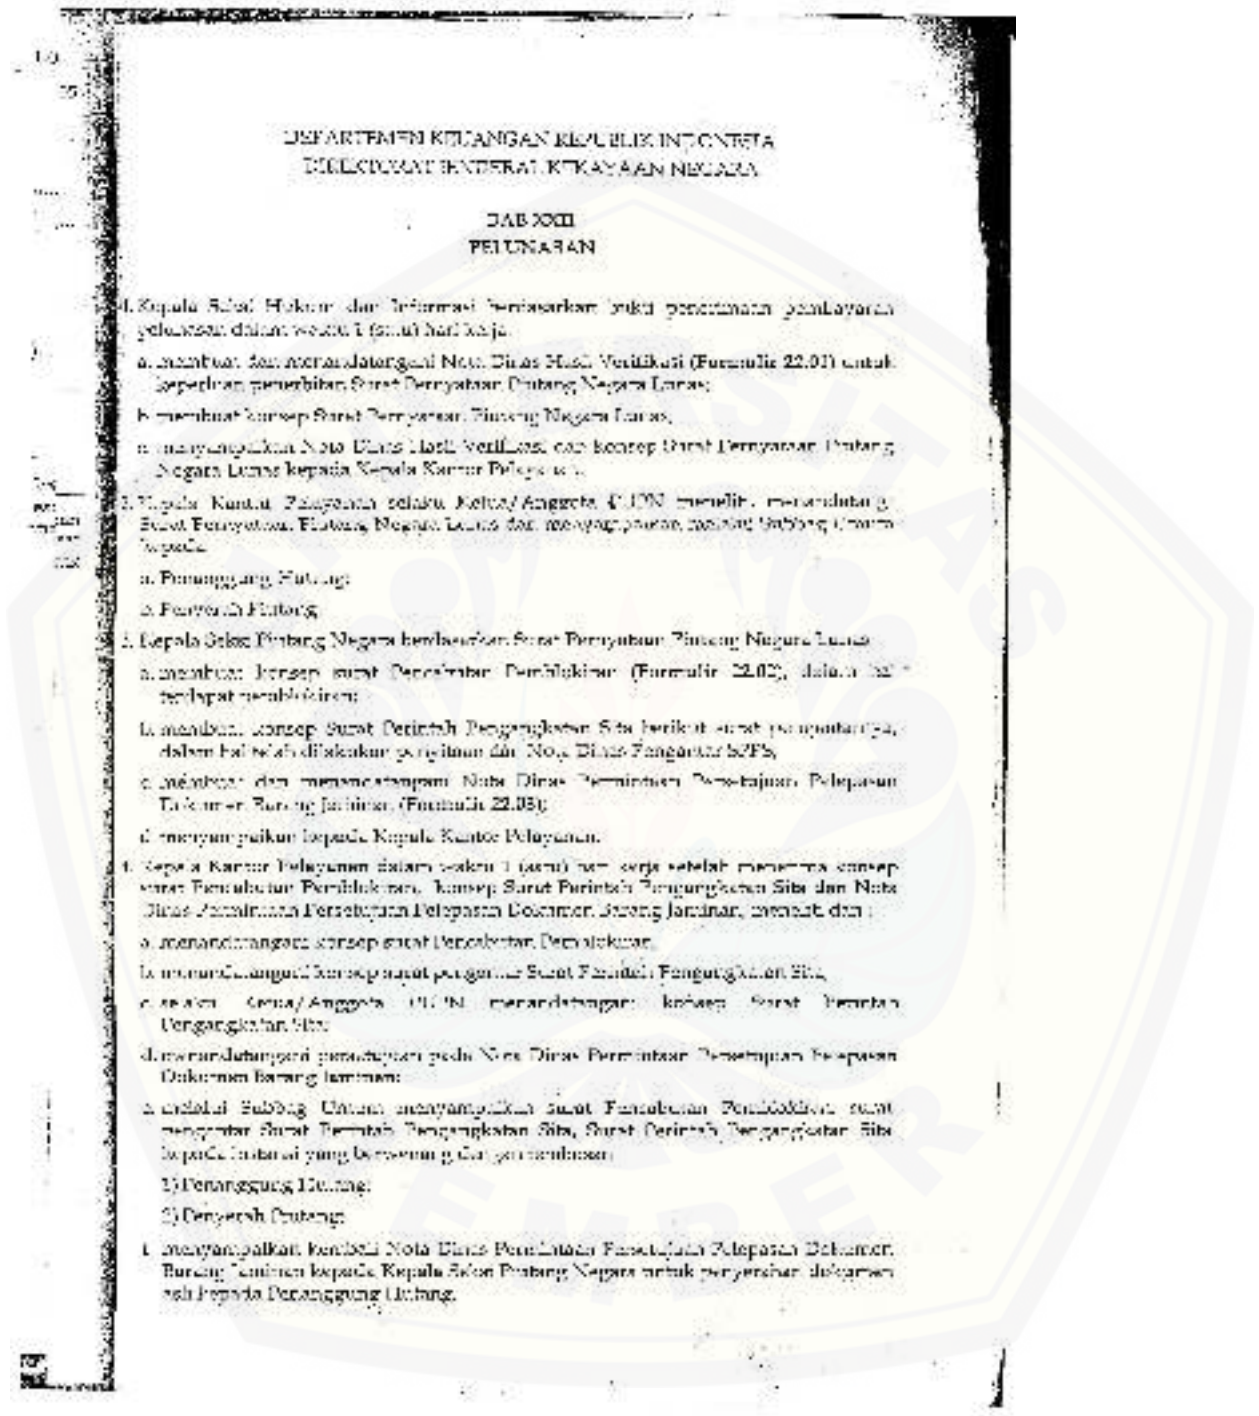 DEPARTEMEN KEUANGAN REPUBLIK INDONESIA
DIREKTORAT JENDERAL KEKAYAAN NEGARA
BAB XXII
PELUNASAN
1. Kepala Seksi Hukum dan Informasi berdasarkan bukti penerimaan pembayaran
pelunasan dalam waktu 1 (satu) hari kerja:
a. membuat dan menandatangani Nota Dinas Hasil Verifikasi (Formulir 22.01) untuk
keperluan penerbitan Surat Pernyataan Piutang Negara Lunas;
b. membuat konsep Surat Pernyataan Piutang Negara Lunas;
c. menyampaikan Nota Dinas Hasil Verifikasi dan konsep Surat Pernyataan Piutang
Negara Lunas kepada Kepala Kantor Pelayanan.
2. Kepala Kantor Pelayanan selaku Ketua/Anggota PUPN meneliti, menandatangi
Surat Pernyataan Piutang Negara Lunas dan menyampaikan melalui Subbag Umum
kepada:
a. Penanggung Hutang;
b. Penyerah Piutang;
3. Kepala Seksi Piutang Negara berdasarkan Surat Pernyataan Piutang Negara Lunas
a. membuat konsep surat Pencabutan Pemblokiran (Formulir 22.02), dalam hal
terdapat pemblokiran;
b. membuat konsep Surat Perintah Pengangkatan Sita berikut surat pengantarnya,
dalam hal telah dilakukan penyitaan dan Nota Dinas Pengantar SPPS;
c. membuat dan menandatangani Nota Dinas Permintaan Persetujuan Pelepasan
Dokumen Barang Jaminan (Formulir 22.03);
d. menyampaikan kepada Kepala Kantor Pelayanan.
4. Kepala Kantor Pelayanan dalam waktu 1 (satu) hari kerja setelah menerima konsep
surat Pencabutan Pemblokiran, konsep Surat Perintah Pengangkatan Sita dan Nota
Dinas Permintaan Persetujuan Pelepasan Dokumen Barang Jaminan, meneliti dan :
a. menandatangani konsep surat Pencabutan Pemblokiran;
b. menandatangani konsep surat pengantar Surat Perintah Pengangkatan Sita;
c. selaku Ketua/Anggota PUPN menandatangani konsep Surat Perintah
Pengangkatan Sita;
d. menandatangani persetujuan pada Nota Dinas Permintaan Persetujuan Pelepasan
Dokumen Barang Jaminan;
e. melalui Subbag Umum menyampaikan surat Pencabutan Pemblokiran, surat
pengantar Surat Perintah Pengangkatan Sita, Surat Perintah Pengangkatan Sita
kepada instansi yang berwenang dengan tembusan
1) Penanggung Hutang;
2) Penyerah Piutang;
f. menyampaikan kembali Nota Dinas Permintaan Persetujuan Pelepasan Dokumen
Barang Jaminan kepada Kepala Seksi Piutang Negara untuk penyerahan dokumen
asli kepada Penanggung Hutang.